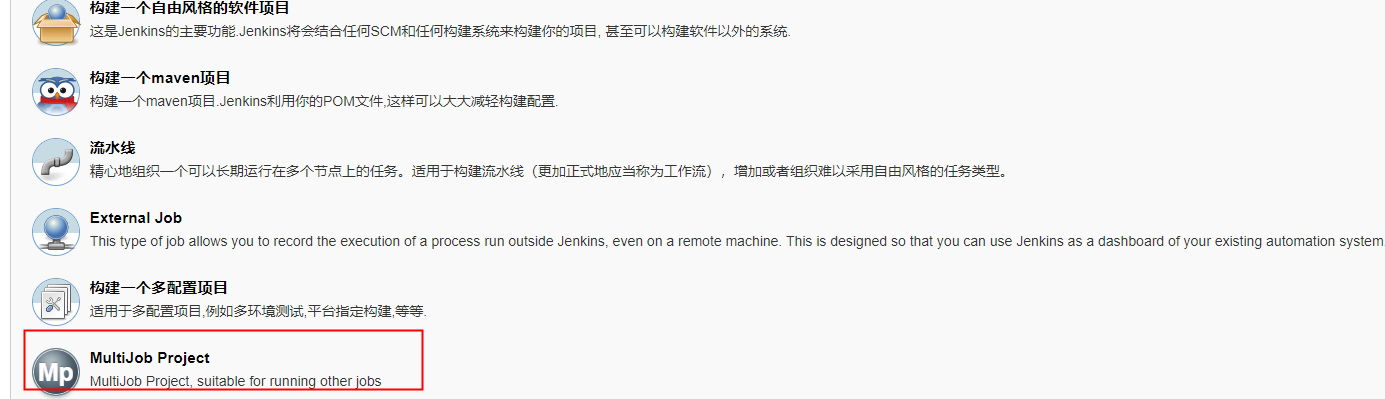 构建一个自由风格的软件项目
这是Jenkins的主要功能.Jenkins将会结合任何SCM和任何构建系统来构建你的项目, 甚至可以构建软件以外的系统.
构建一个maven项目
构建一个maven项目.Jenkins利用你的POM文件,这样可以大大减轻构建配置.
流水线
精心地组织一个可以长期运行在多个节点上的任务。适用于构建流水线（更加正式地应当称为工作流），增加或者组织难以采用自由风格的任务类型。
External Job
This type of job allows you to record the execution of a process run outside Jenkins, even on a remote machine. This is designed so that you can use Jenkins as a dashboard of your existing automation system.
构建一个多配置项目
适用于多配置项目,例如多环境测试,平台指定构建,等等.
Mp
MultiJob Project
MultiJob Project, suitable for running other jobs